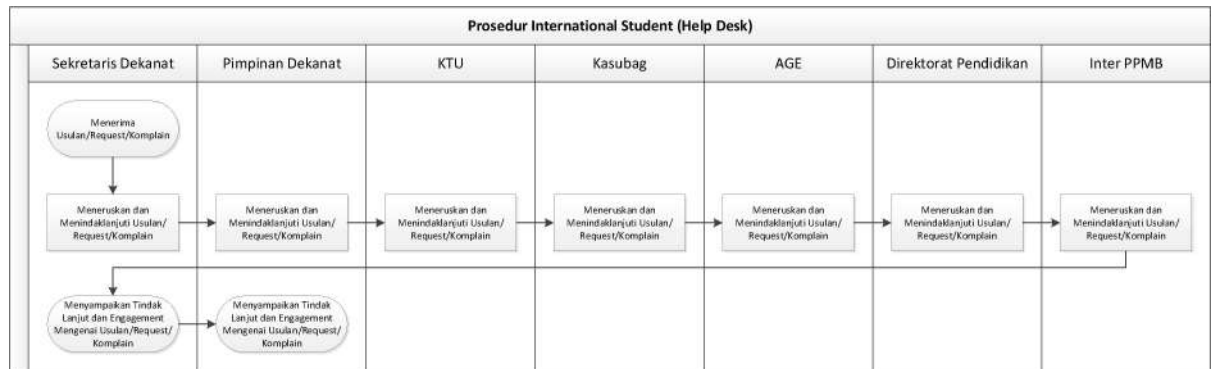 Prosedur International Student (Help Desk)
Sekretaris Dekanat
Pimpinan Dekanat
KTU
Kasubag
AGE
Direktorat Pendidikan
Inter PPMB
Menerima
Usulan/Request/Komplain
Meneruskan dan
Menindaklanjuti Usulan/
Request/Komplain
Meneruskan dan
Menindaklanjuti Usulan/
Request/Komplain
Meneruskan dan
Menindaklanjuti Usulan/
Request/Komplain
Meneruskan dan
Menindaklanjuti Usulan/
Request/Komplain
Meneruskan dan
Menindaklanjuti Usulan/
Request/Komplain
Meneruskan dan
Menindaklanjuti Usulan/
Request/Komplain
Meneruskan dan
Menindaklanjuti Usulan/
Request/Komplain
Menyampaikan Tindak
Lanjut dan Engagement
Mengenai Usulan/Request/
Komplain
Menyampaikan Tindak
Lanjut dan Engagement
Mengenai Usulan/Request/
Komplain